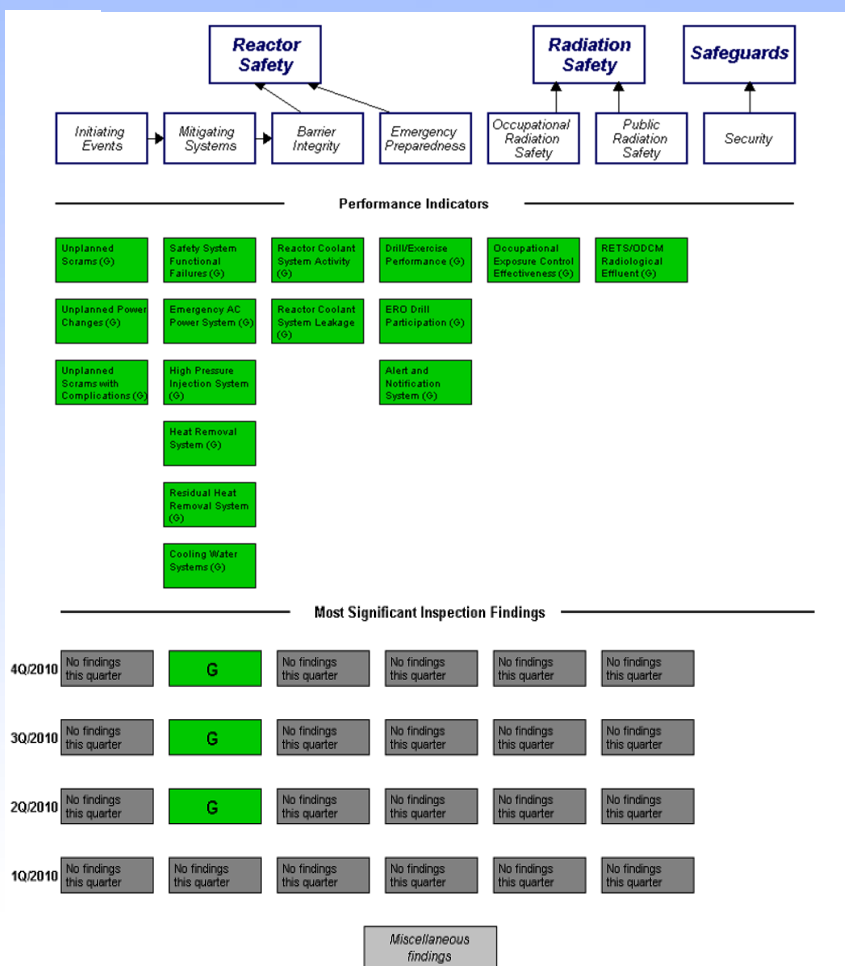 Reactor
Safety
Radiation
Safety
Safeguards
Initiating
Events
Mitigating
Systems
Barrier
Integrity
Emergency
Preparedness
Occupational
Radiation
Safety
Public
Radiation
Safety
Security
Performance Indicators
Unplanned
Scrams (G)
Safety System
Functional
Failures (G)
Reactor Coolant
System Activity (G)
Drill/Exercise
Performance (G)
Occupational
Exposure Control
Effectiveness (G)
RETS/ODCM
Radiological
Effluent (G)
Unplanned Power
Changes (G)
Emergency AC
Power System (G)
Reactor Coolant
System Leakage
(G)
ERO Drill
Participation (G)
Unplanned
Scrams with
Complications (G)
High Pressure
Injection System
(G)
Alert and
Notification
System (G)
Heat Removal
System (G)
Residual Heat
Removal System
(G)
Cooling Water
Systems (G)
Most Significant Inspection Findings
4Q/2010
No findings
this quarter
G
No findings
this quarter
No findings
this quarter
No findings
this quarter
No findings
this quarter
3Q/2010
No findings
this quarter
G
No findings
this quarter
No findings
this quarter
No findings
this quarter
No findings
this quarter
2Q/2010
No findings
this quarter
G
No findings
this quarter
No findings
this quarter
No findings
this quarter
No findings
this quarter
1Q/2010
No findings
this quarter
No findings
this quarter
No findings
this quarter
No findings
this quarter
No findings
this quarter
No findings
this quarter
Miscellaneous
findings